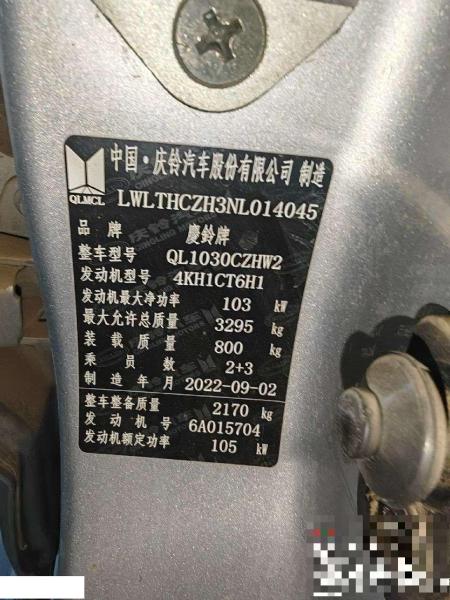 中国·庆铃汽车股份有限公司 制造
QLMCL
LWLTHCZH3NL014045
品牌 慶鈴牌
整车型号 QL1030CZHW2
发动机型号 4KH1CT6H1
发动机最大净功率 103 kW
最大允许总质量 3295 kg
装载质量 800 kg
乘员数 2+3
制造年月 2022-09-02
整车整备质量 2170 kg
发动机号 6A015704
发动机额定功率 105 kW